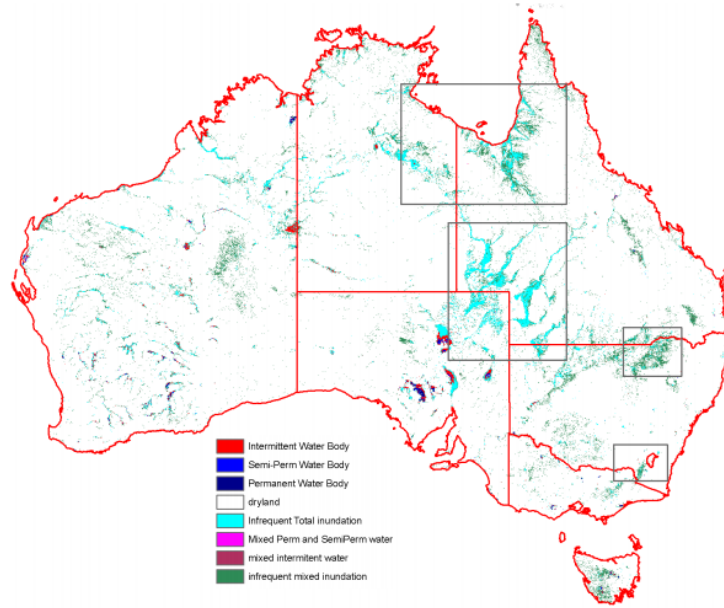 Intermittent Water Body
Semi-Perm Water Body
Permanent Water Body
dryland
Infrequent Total inundation
Mixed Perm and SemiPerm water
mixed intermitent water
infrequent mixed inundation